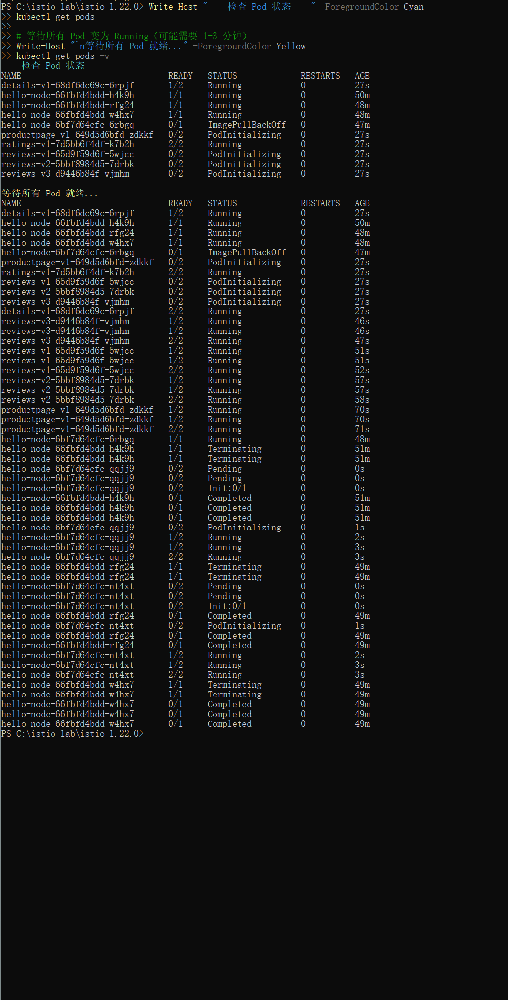 PS C:\istio-lab\istio-1.22.0> Write-Host "=== 检查 Pod 状态 ===" -ForegroundColor Cyan
>> kubectl get pods
>>
>> # 等待所有 Pod 变为 Running（可能需要 1-3 分钟）
>> Write-Host "`n等待所有 Pod 就绪..." -ForegroundColor Yellow
>> kubectl get pods -w
=== 检查 Pod 状态 ===
NAME READY STATUS RESTARTS AGE
details-v1-68df6dc69c-6rpjf 1/2 Running 0 27s
hello-node-66fbfd4bdd-h4k9h 1/1 Running 0 50m
hello-node-66fbfd4bdd-rfg24 1/1 Running 0 48m
hello-node-66fbfd4bdd-w4hx7 1/1 Running 0 48m
hello-node-6bf7d64cfc-6rbgq 0/1 ImagePullBackOff 0 47m
productpage-v1-649d5d6bfd-zdkkf 0/2 PodInitializing 0 27s
ratings-v1-7d5bb6f4df-k7b2h 2/2 Running 0 27s
reviews-v1-65d9f59d6f-5wjcc 0/2 PodInitializing 0 27s
reviews-v2-5bbf8984d5-7drbk 0/2 PodInitializing 0 27s
reviews-v3-d9446b84f-wjmhm 0/2 PodInitializing 0 27s
等待所有 Pod 就绪...
NAME READY STATUS RESTARTS AGE
details-v1-68df6dc69c-6rpjf 1/2 Running 0 27s
hello-node-66fbfd4bdd-h4k9h 1/1 Running 0 50m
hello-node-66fbfd4bdd-rfg24 1/1 Running 0 48m
hello-node-66fbfd4bdd-w4hx7 1/1 Running 0 48m
hello-node-6bf7d64cfc-6rbgq 0/1 ImagePullBackOff 0 47m
productpage-v1-649d5d6bfd-zdkkf 0/2 PodInitializing 0 27s
ratings-v1-7d5bb6f4df-k7b2h 2/2 Running 0 27s
reviews-v1-65d9f59d6f-5wjcc 0/2 PodInitializing 0 27s
reviews-v2-5bbf8984d5-7drbk 0/2 PodInitializing 0 27s
reviews-v3-d9446b84f-wjmhm 0/2 PodInitializing 0 27s
details-v1-68df6dc69c-6rpjf 2/2 Running 0 27s
reviews-v3-d9446b84f-wjmhm 1/2 Running 0 46s
reviews-v3-d9446b84f-wjmhm 1/2 Running 0 46s
reviews-v3-d9446b84f-wjmhm 2/2 Running 0 47s
reviews-v1-65d9f59d6f-5wjcc 1/2 Running 0 51s
reviews-v1-65d9f59d6f-5wjcc 1/2 Running 0 51s
reviews-v1-65d9f59d6f-5wjcc 2/2 Running 0 52s
reviews-v2-5bbf8984d5-7drbk 1/2 Running 0 57s
reviews-v2-5bbf8984d5-7drbk 1/2 Running 0 57s
reviews-v2-5bbf8984d5-7drbk 2/2 Running 0 58s
productpage-v1-649d5d6bfd-zdkkf 1/2 Running 0 70s
productpage-v1-649d5d6bfd-zdkkf 1/2 Running 0 70s
productpage-v1-649d5d6bfd-zdkkf 2/2 Running 0 71s
hello-node-6bf7d64cfc-6rbgq 1/1 Running 0 48m
hello-node-66fbfd4bdd-h4k9h 1/1 Terminating 0 51m
hello-node-66fbfd4bdd-h4k9h 1/1 Terminating 0 51m
hello-node-6bf7d64cfc-qqjj9 0/2 Pending 0 0s
hello-node-6bf7d64cfc-qqjj9 0/2 Pending 0 0s
hello-node-6bf7d64cfc-qqjj9 0/2 Init:0/1 0 0s
hello-node-66fbfd4bdd-h4k9h 0/1 Completed 0 51m
hello-node-66fbfd4bdd-h4k9h 0/1 Completed 0 51m
hello-node-66fbfd4bdd-h4k9h 0/1 Completed 0 51m
hello-node-6bf7d64cfc-qqjj9 0/2 PodInitializing 0 1s
hello-node-6bf7d64cfc-qqjj9 1/2 Running 0 2s
hello-node-6bf7d64cfc-qqjj9 1/2 Running 0 3s
hello-node-6bf7d64cfc-qqjj9 2/2 Running 0 3s
hello-node-66fbfd4bdd-rfg24 1/1 Terminating 0 49m
hello-node-66fbfd4bdd-rfg24 1/1 Terminating 0 49m
hello-node-6bf7d64cfc-nt4xt 0/2 Pending 0 0s
hello-node-6bf7d64cfc-nt4xt 0/2 Pending 0 0s
hello-node-6bf7d64cfc-nt4xt 0/2 Init:0/1 0 0s
hello-node-66fbfd4bdd-rfg24 0/1 Completed 0 49m
hello-node-6bf7d64cfc-nt4xt 0/2 PodInitializing 0 1s
hello-node-66fbfd4bdd-rfg24 0/1 Completed 0 49m
hello-node-66fbfd4bdd-rfg24 0/1 Completed 0 49m
hello-node-6bf7d64cfc-nt4xt 1/2 Running 0 2s
hello-node-6bf7d64cfc-nt4xt 1/2 Running 0 3s
hello-node-6bf7d64cfc-nt4xt 2/2 Running 0 3s
hello-node-66fbfd4bdd-w4hx7 1/1 Terminating 0 49m
hello-node-66fbfd4bdd-w4hx7 1/1 Terminating 0 49m
hello-node-66fbfd4bdd-w4hx7 0/1 Completed 0 49m
hello-node-66fbfd4bdd-w4hx7 0/1 Completed 0 49m
hello-node-66fbfd4bdd-w4hx7 0/1 Completed 0 49m
PS C:\istio-lab\istio-1.22.0>